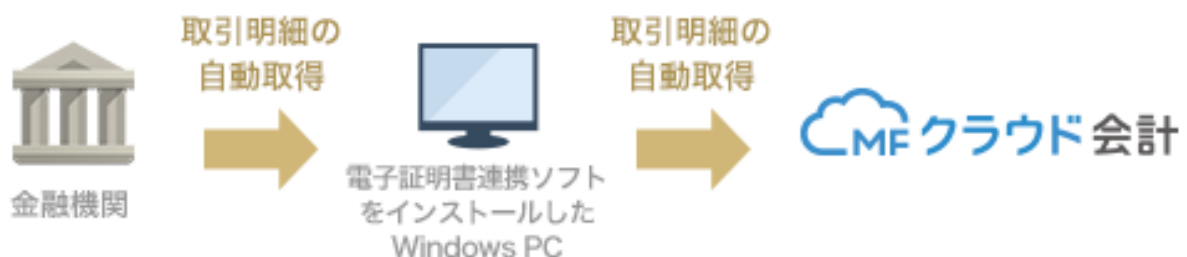 取引明細の
自動取得
取引明細の
自動取得
金融機関
電子証明書連携ソフト
をインストールした
Windows PC
MFクラウド会計